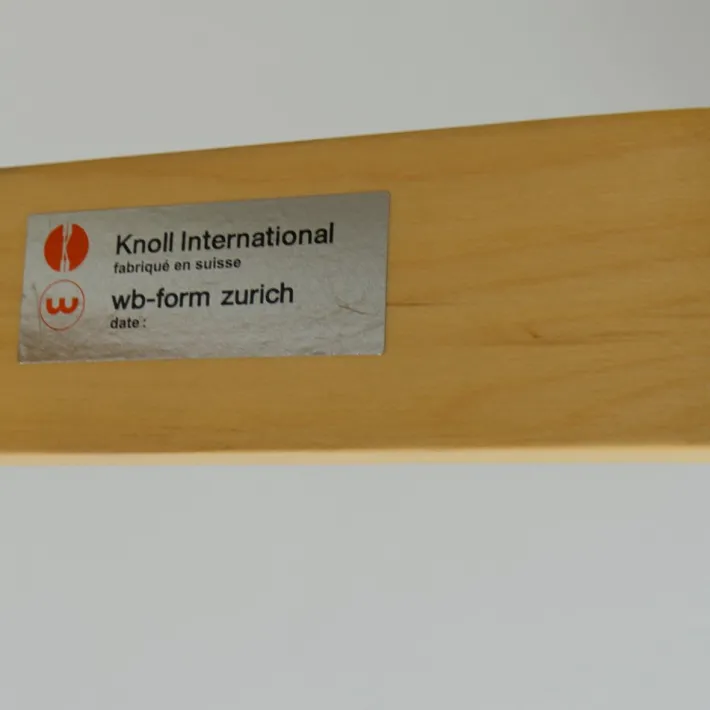 Knoll International
fabriqué en suisse
wb-form zurich
date :